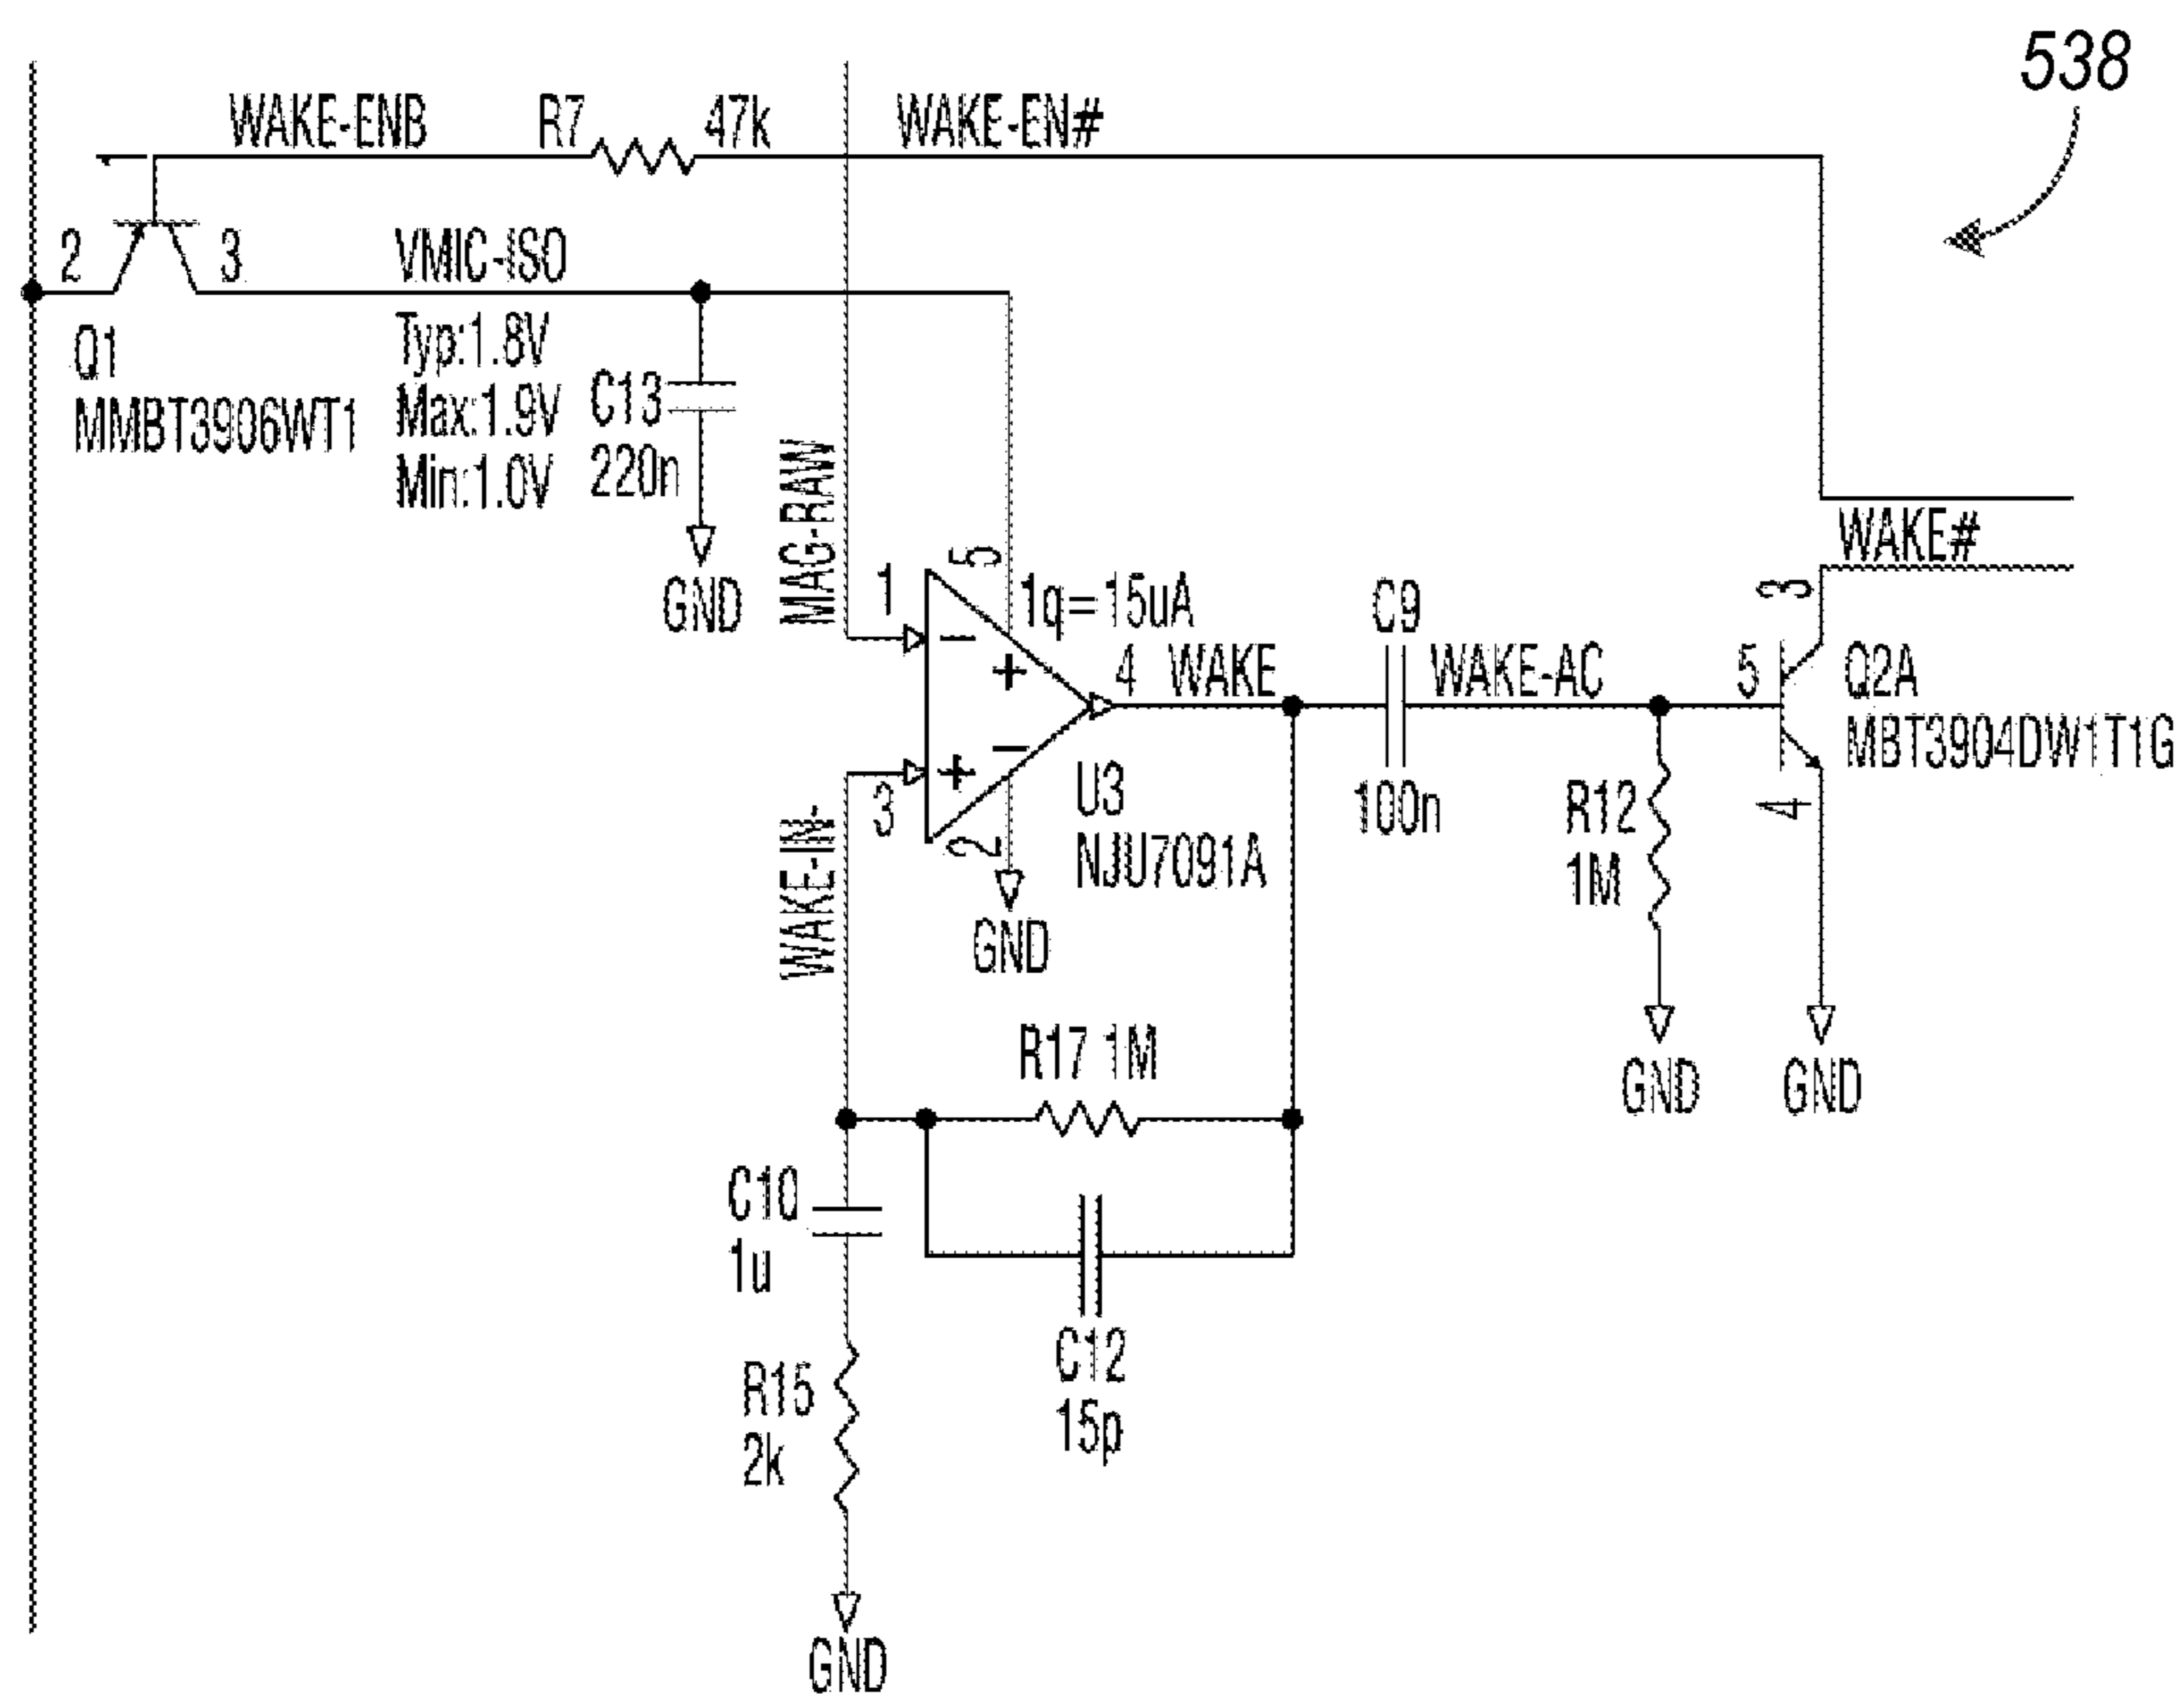 538
WAKE-ENB R7 47k WAKE-EN#
2 3 VMIC-ISO
Q1
MMBT3906WT1
Typ:1.8V
Max:1.9V
Min:1.0V
C13
220n
GND
MAG-RAW
WAKE#
1 5 1q=15uA
−
+
4 WAKE
C9
100n
WAKE-AC
3
5 Q2A
MBT3904DW1T1G
4
+
−
3 2
U3
NJU7091A
GND
WAKE-IN-
R12
1M
GND GND
R17 1M
C10
1u
C12
15p
R15
2k
GND